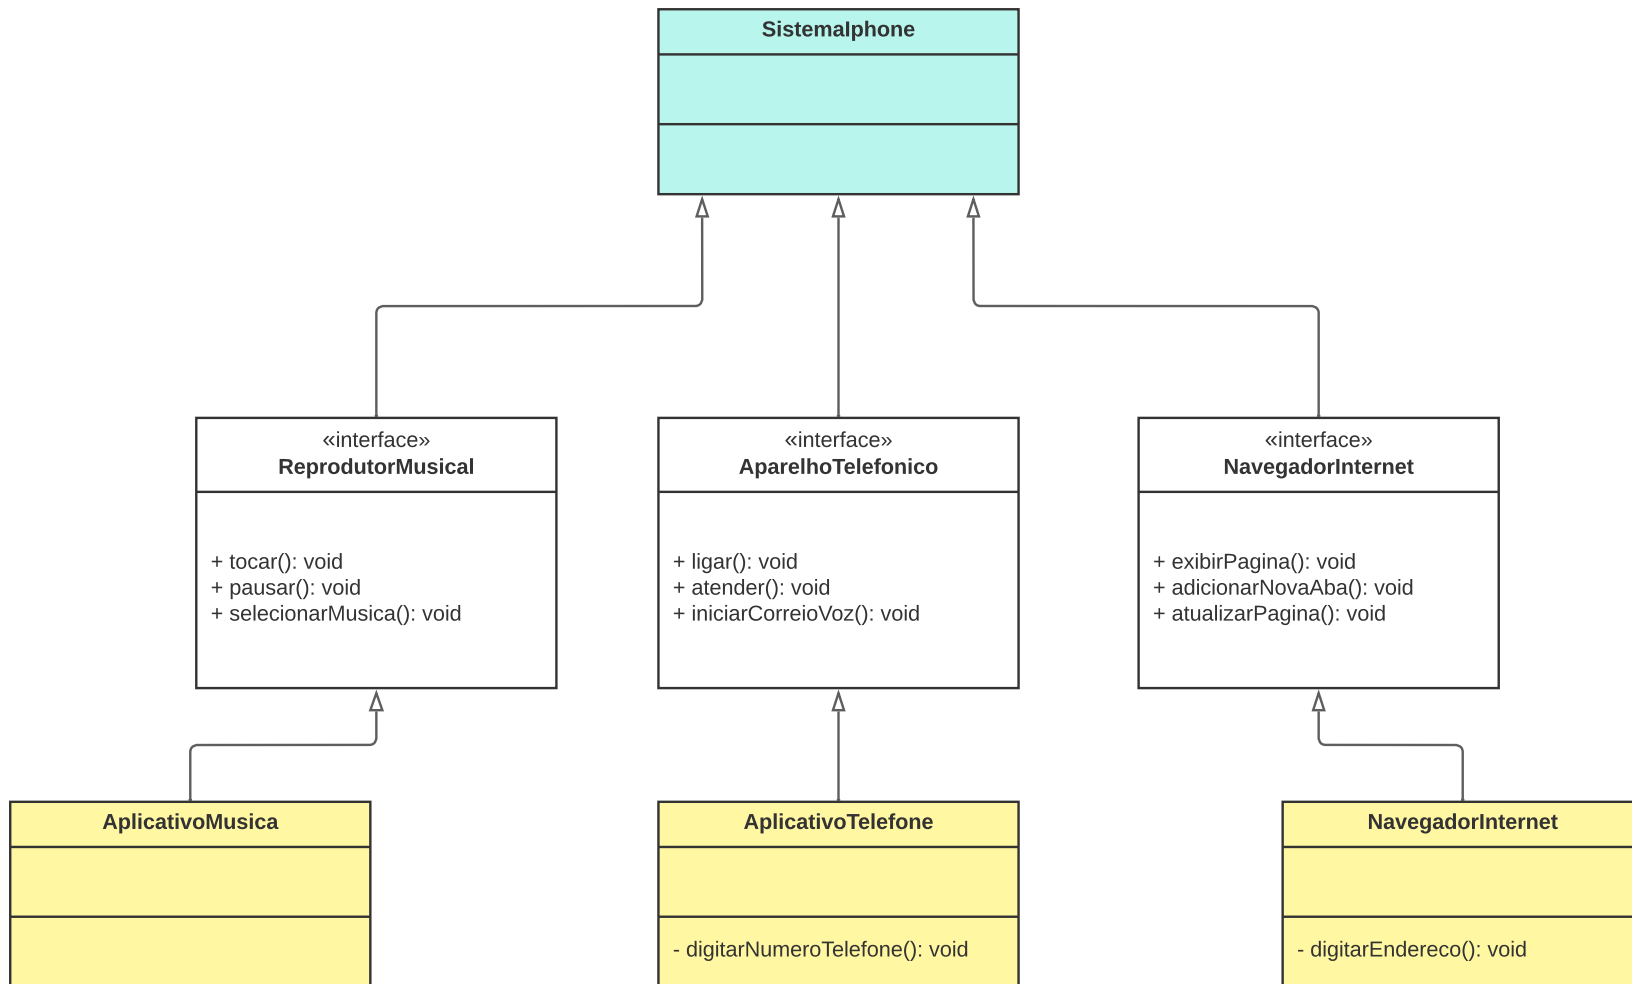 SistemaIphone
«interface»
ReprodutorMusical
+ tocar(): void
+ pausar(): void
+ selecionarMusica(): void
«interface»
AparelhoTelefonico
+ ligar(): void
+ atender(): void
+ iniciarCorreioVoz(): void
«interface»
NavegadorInternet
+ exibirPagina(): void
+ adicionarNovaAba(): void
+ atualizarPagina(): void
AplicativoMusica
AplicativoTelefone
- digitarNumeroTelefone(): void
NavegadorInternet
- digitarEndereco(): void